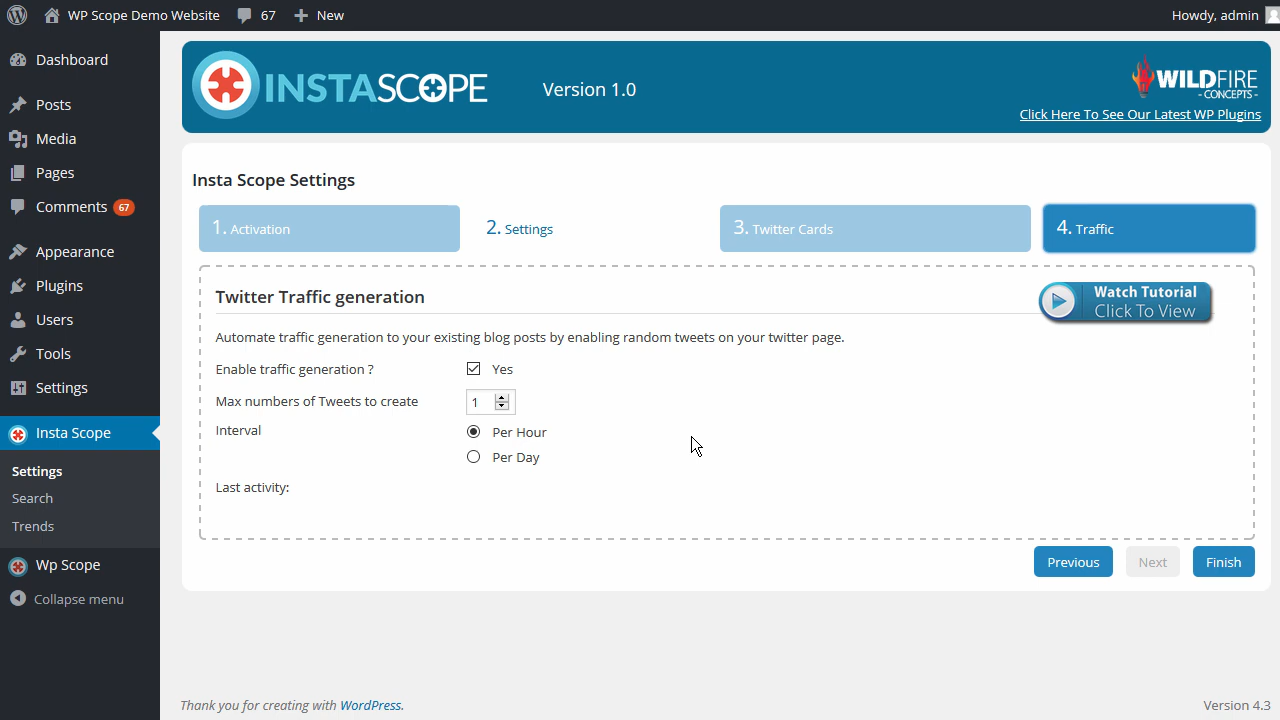 WP Scope Demo Website 67 New Howdy, admin
Dashboard
Posts
Media
Pages
Comments 67
Appearance
Plugins
Users
Tools
Settings
Insta Scope
Settings
Search
Trends
Wp Scope
Collapse menu
INSTASCOPE
Version 1.0
WILDFIRE
- CONCEPTS -
Click Here To See Our Latest WP Plugins
Insta Scope Settings
1. Activation 2. Settings 3. Twitter Cards 4. Traffic
Twitter Traffic generation
Watch Tutorial
Click To View
Automate traffic generation to your existing blog posts by enabling random tweets on your twitter page.
Enable traffic generation ? Yes
Max numbers of Tweets to create 1
Interval Per Hour
Per Day
Last activity:
Previous Next Finish
Thank you for creating with WordPress. Version 4.3